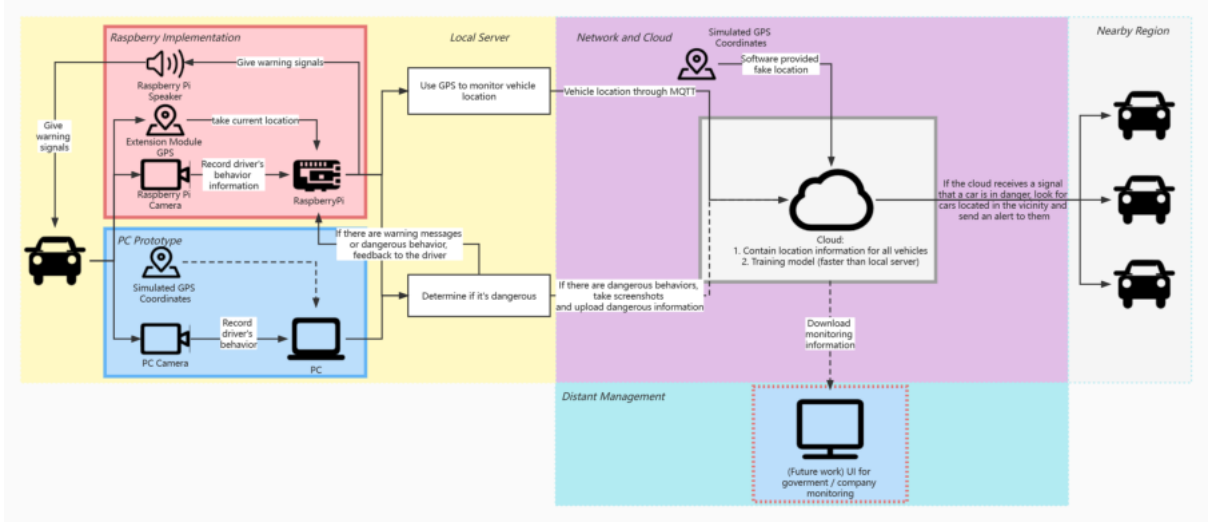 Raspberry Implementation
Local Server
Network and Cloud
Simulated GPS
Coordinates
Nearby Region
Give warning signals
Raspberry Pi
Speaker
Software provided
fake location
Use GPS to monitor vehicle
location
Vehicle location through MQTT
Give
warning
signals
take current location
Extension Module
GPS
Record driver's
behavior
information
Raspberry Pi
Camera
RaspberryPi
If the cloud receives a signal
that a car is in danger, look for
cars located in the vicinity and
send an alert to them
PC Prototype
If there are warning messages
or dangerous behavior,
feedback to the driver
Cloud:
1. Contain location information for all vehicles
2. Training model (faster than local server)
Simulated GPS
Coordinates
Determine if it's dangerous
If there are dangerous behaviors,
take screenshots
and upload dangerous information
Record
driver's
behavior
PC Camera
PC
Download
monitoring
information
Distant Management
(Future work) UI for
goverment / company
monitoring